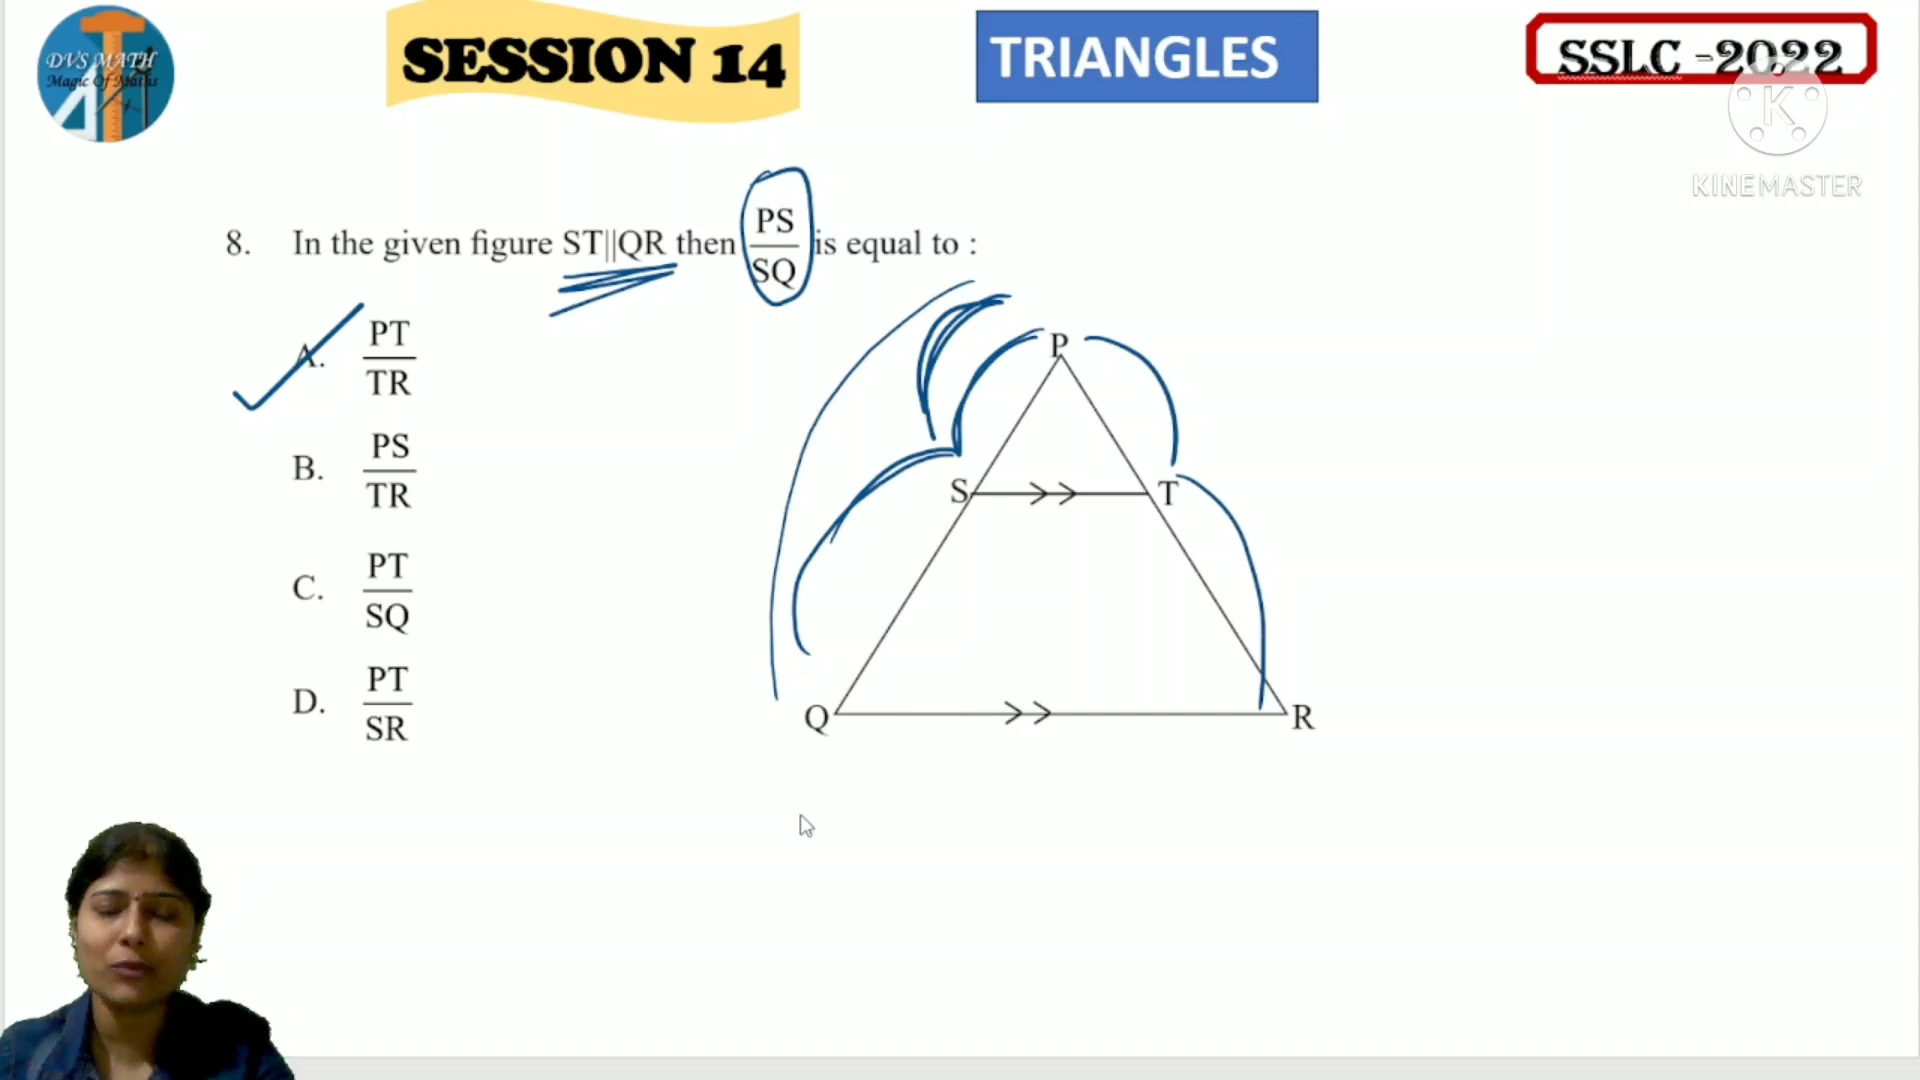 DVS MATH
Magic Of Maths
SESSION 14
TRIANGLES
SSLC -2022
K
KINEMASTER
8. In the given figure ST||QR then PS/SQ is equal to :
A. PT/TR
B. PS/TR
C. PT/SQ
D. PT/SR
P
S
T
Q
R